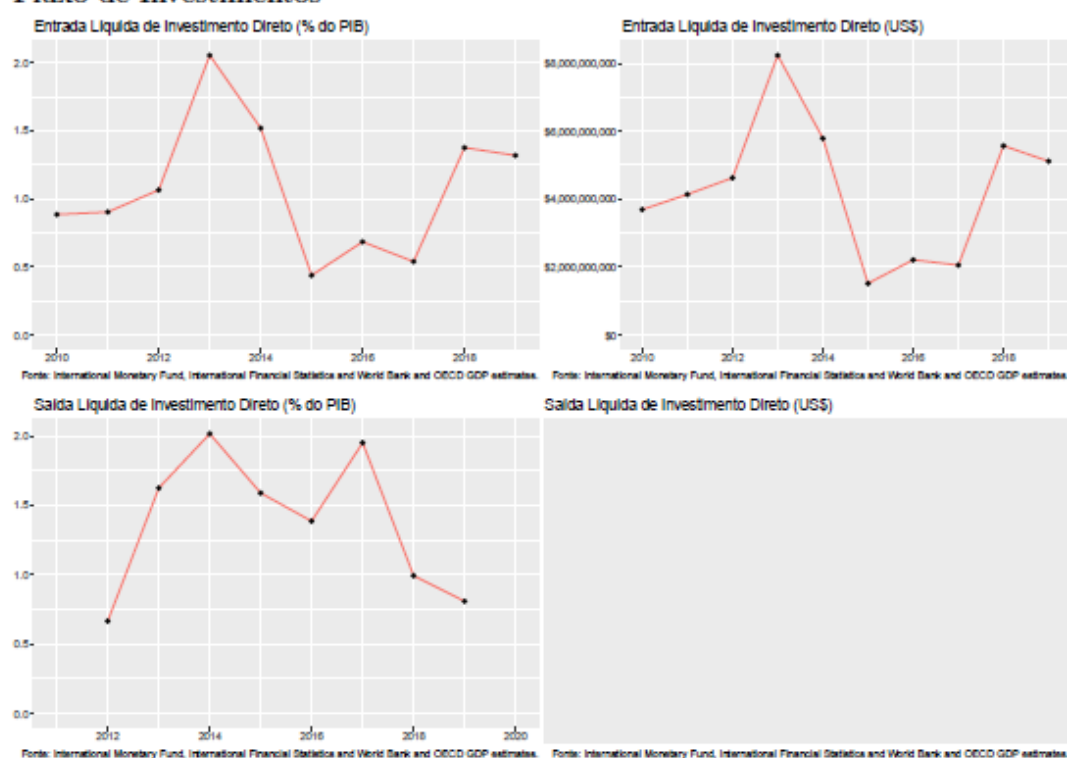 Entrada Líquida de Investimento Direto (% do PIB)
2.0
1.5
1.0
0.5
0.0
2010 2012 2014 2016 2018
Fonte: International Monetary Fund, International Financial Statistics and World Bank and OECD GDP estimates.
Entrada Líquida de Investimento Direto (US$)
$8,000,000,000
$6,000,000,000
$4,000,000,000
$2,000,000,000
$0
2010 2012 2014 2016 2018
Fonte: International Monetary Fund, International Financial Statistics and World Bank and OECD GDP estimates.
Saída Líquida de Investimento Direto (% do PIB)
2.0
1.5
1.0
0.5
0.0
2012 2014 2016 2018 2020
Fonte: International Monetary Fund, International Financial Statistics and World Bank and OECD GDP estimates.
Saída Líquida de Investimento Direto (US$)
Fonte: International Monetary Fund, International Financial Statistics and World Bank and OECD GDP estimates.